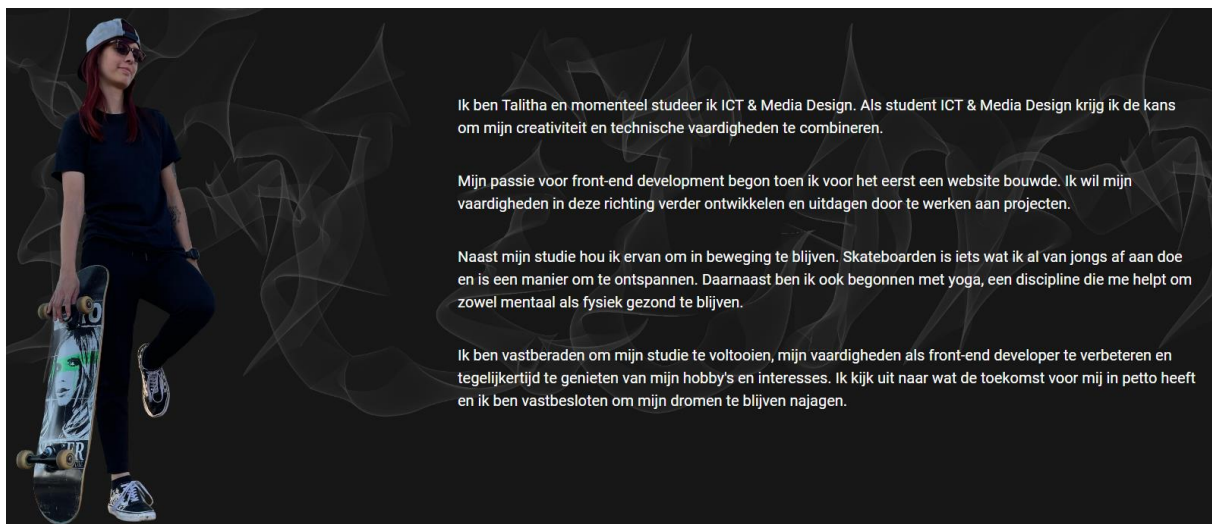 Ik ben Talitha en momenteel studeer ik ICT & Media Design. Als student ICT & Media Design krijg ik de kans
om mijn creativiteit en technische vaardigheden te combineren.
Mijn passie voor front-end development begon toen ik voor het eerst een website bouwde. Ik wil mijn
vaardigheden in deze richting verder ontwikkelen en uitdagen door te werken aan projecten.
Naast mijn studie hou ik ervan om in beweging te blijven. Skateboarden is iets wat ik al van jongs af aan doe
en is een manier om te ontspannen. Daarnaast ben ik ook begonnen met yoga, een discipline die me helpt om
zowel mentaal als fysiek gezond te blijven.
Ik ben vastberaden om mijn studie te voltooien, mijn vaardigheden als front-end developer te verbeteren en
tegelijkertijd te genieten van mijn hobby's en interesses. Ik kijk uit naar wat de toekomst voor mij in petto heeft
en ik ben vastbesloten om mijn dromen te blijven najagen.